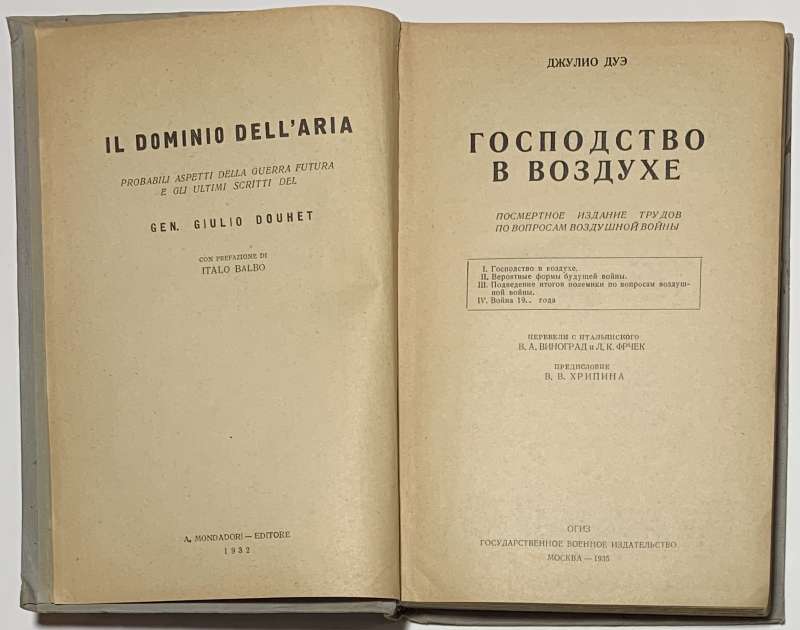 IL DOMINIO DELL'ARIA
PROBABILI ASPETTI DELLA GUERRA FUTURA
E GLI ULTIMI SCRITTI DEL
GEN. GIULIO DOUHET
CON PREFAZIONE DI
ITALO BALBO
A. MONDADORI — EDITORE
1932
ДЖУЛИО ДУЭ
ГОСПОДСТВО
В ВОЗДУХЕ
ПОСМЕРТНОЕ ИЗДАНИЕ ТРУДОВ
ПО ВОПРОСАМ ВОЗДУШНОЙ ВОЙНЫ
I. Господство в воздухе.
II. Вероятные формы будущей войны.
III. Подведение итогов полемики по вопросам воздуш-
ной войны.
IV. Война 19.. года
ПЕРЕВЕЛИ С ИТАЛЬЯНСКОГО
В. А. ВИНОГРАД и Л. К. ФРЧЕК
ПРЕДИСЛОВИЕ
В. В. ХРИПИНА
ОГИЗ
ГОСУДАРСТВЕННОЕ ВОЕННОЕ ИЗДАТЕЛЬСТВО
МОСКВА — 1935